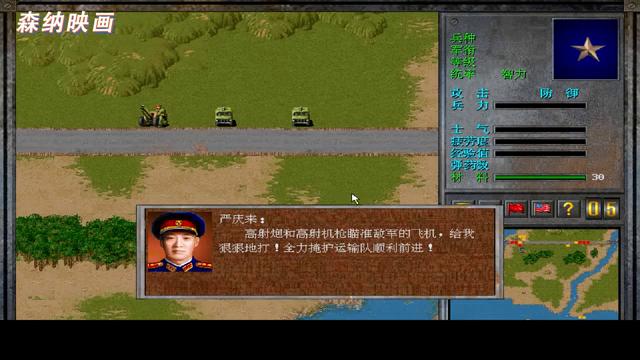 森纳映画
兵种
军衔
等级
统率 智力
攻击 防御
兵力
士气
疲劳度
经验值
弹药数
材料 30
? 05
严庆来：
高射炮和高射机枪瞄准敌军的飞机，给我
狠狠地打！全力掩护运输队顺利前进！